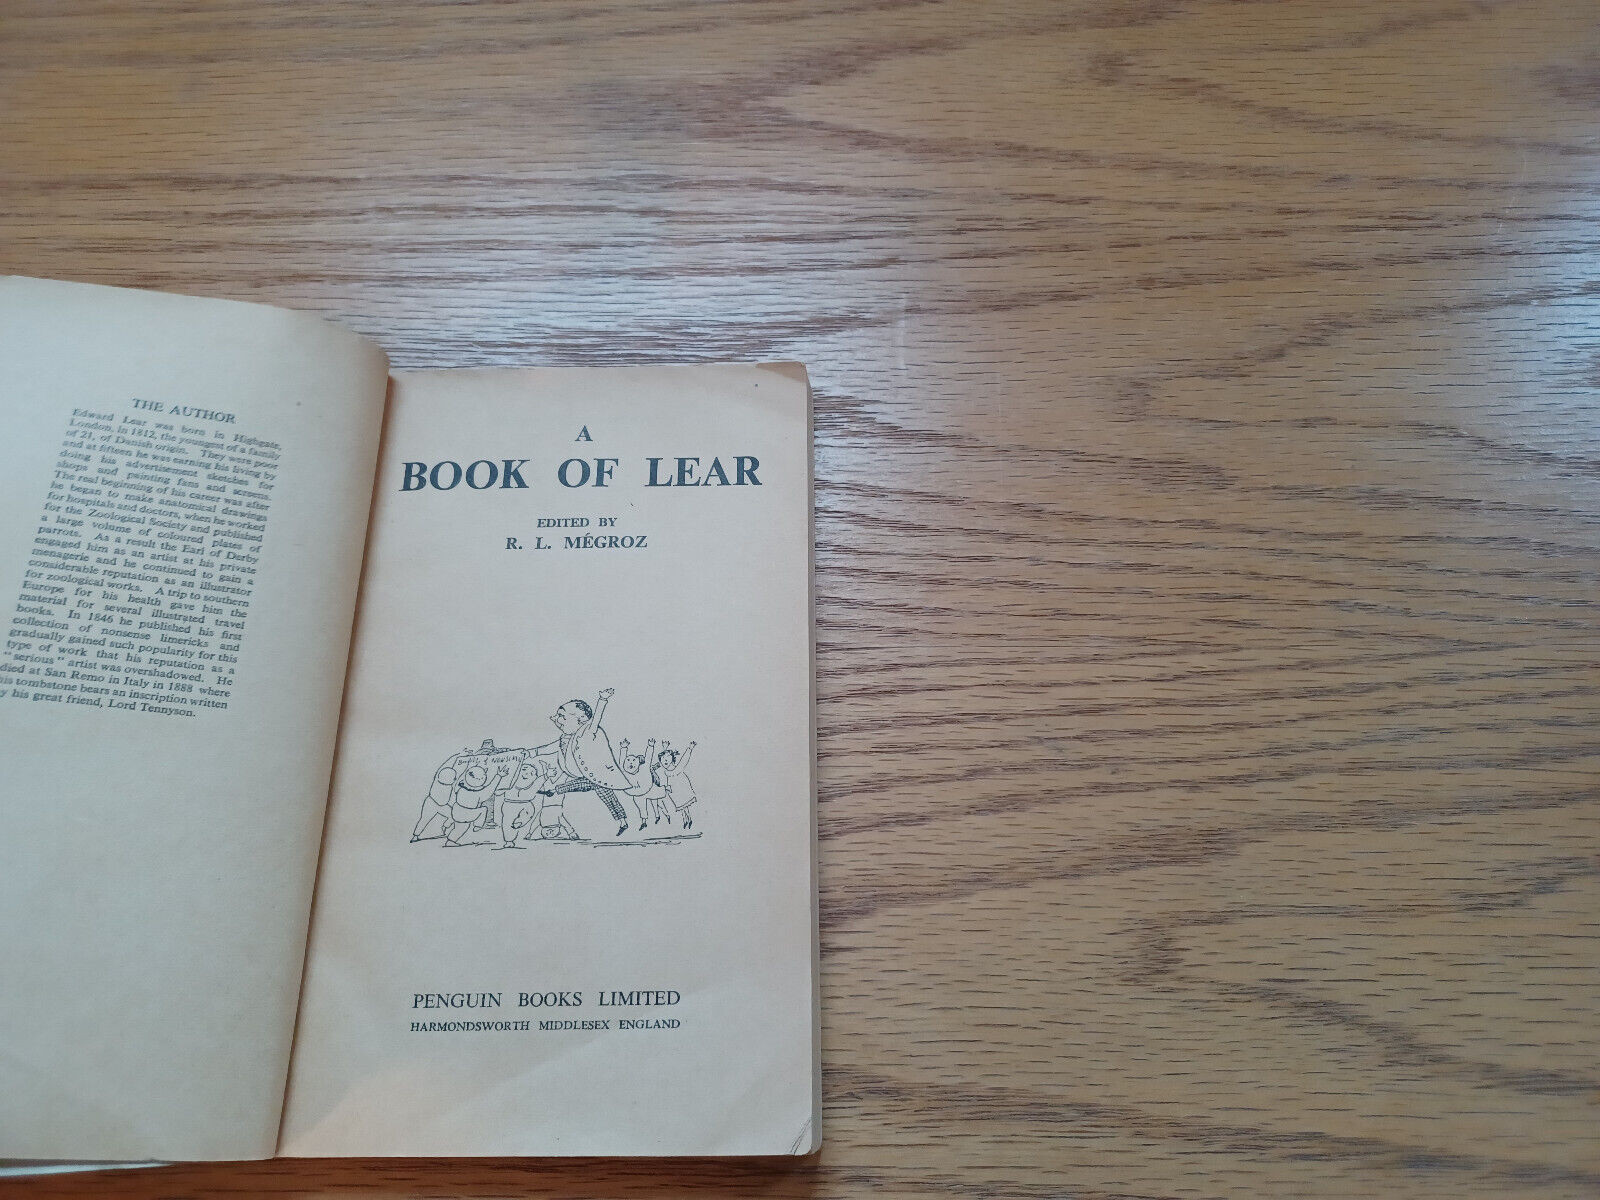 THE AUTHOR
Edward Lear was born in Highgate,
London, in 1812, the youngest of a family
of 21, of Danish origin. They were poor
and at fifteen he was earning his living by
doing his advertisement sketches for
shops and painting fans and screens.
The real beginning of his career was after
he began to make anatomical drawings
for hospitals and doctors, when he worked
for the Zoological Society and published
a large volume of coloured plates of
parrots. As a result the Earl of Derby
engaged him as an artist at his private
menagerie and he continued to gain a
considerable reputation as an illustrator
for zoological works. A trip to southern
Europe for his health gave him the
material for several illustrated travel
books. In 1846 he published his first
collection of nonsense limericks and
gradually gained such popularity for this
type of work that his reputation as a
"serious" artist was overshadowed. He
died at San Remo in Italy in 1888 where
his tombstone bears an inscription written
by his great friend, Lord Tennyson.
A
BOOK OF LEAR
EDITED BY
R. L. MÉGROZ
of NONSENSE
PENGUIN BOOKS LIMITED
HARMONDSWORTH MIDDLESEX ENGLAND